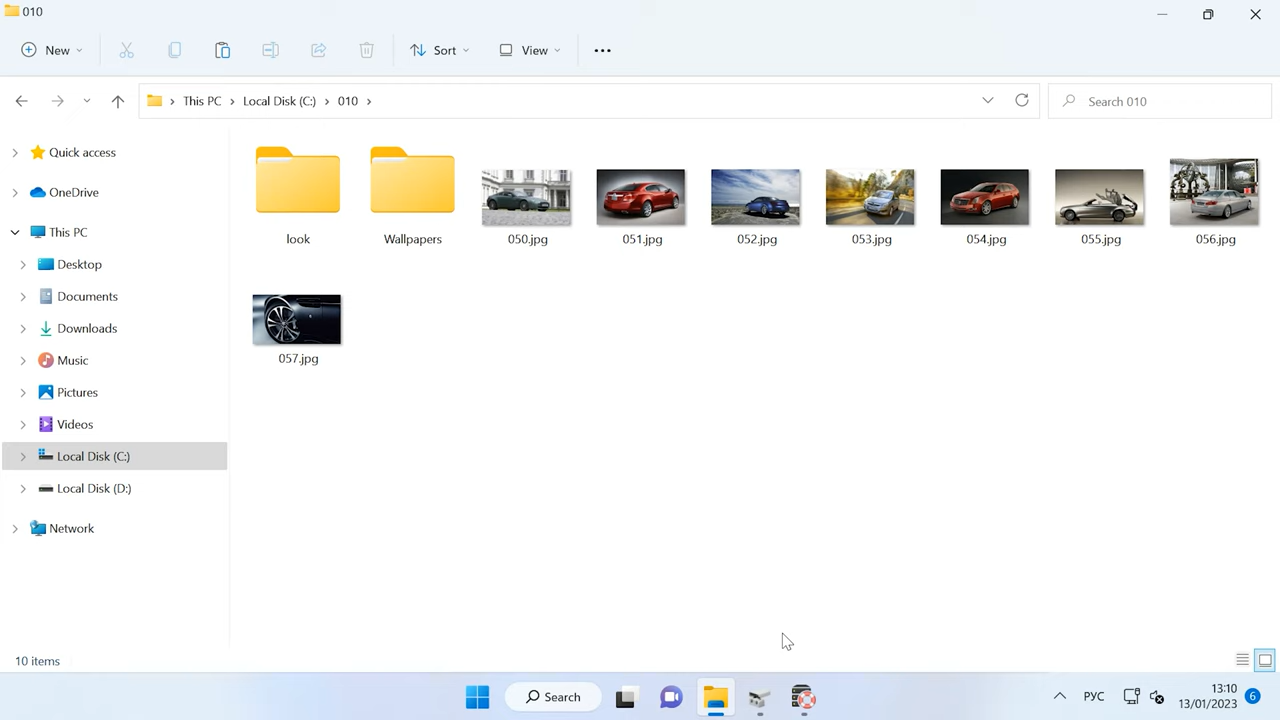 010
New
Sort
View
This PC
Local Disk (C:)
010
Search 010
Quick access
OneDrive
This PC
Desktop
Documents
Downloads
Music
Pictures
Videos
Local Disk (C:)
Local Disk (D:)
Network
look
Wallpapers
050.jpg
051.jpg
052.jpg
053.jpg
054.jpg
055.jpg
056.jpg
057.jpg
10 items
Search
РУС
13:10
13/01/2023
6